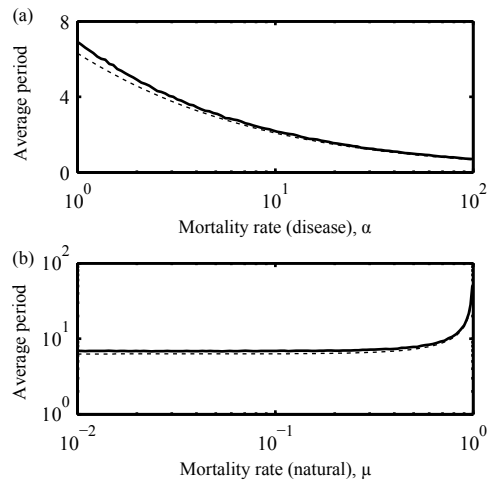 (a)
8
4
0
Average period
10^0
10^1
10^2
Mortality rate (disease), α
(b)
10^2
10^1
10^0
Average period
10^-2
10^-1
10^0
Mortality rate (natural), μ